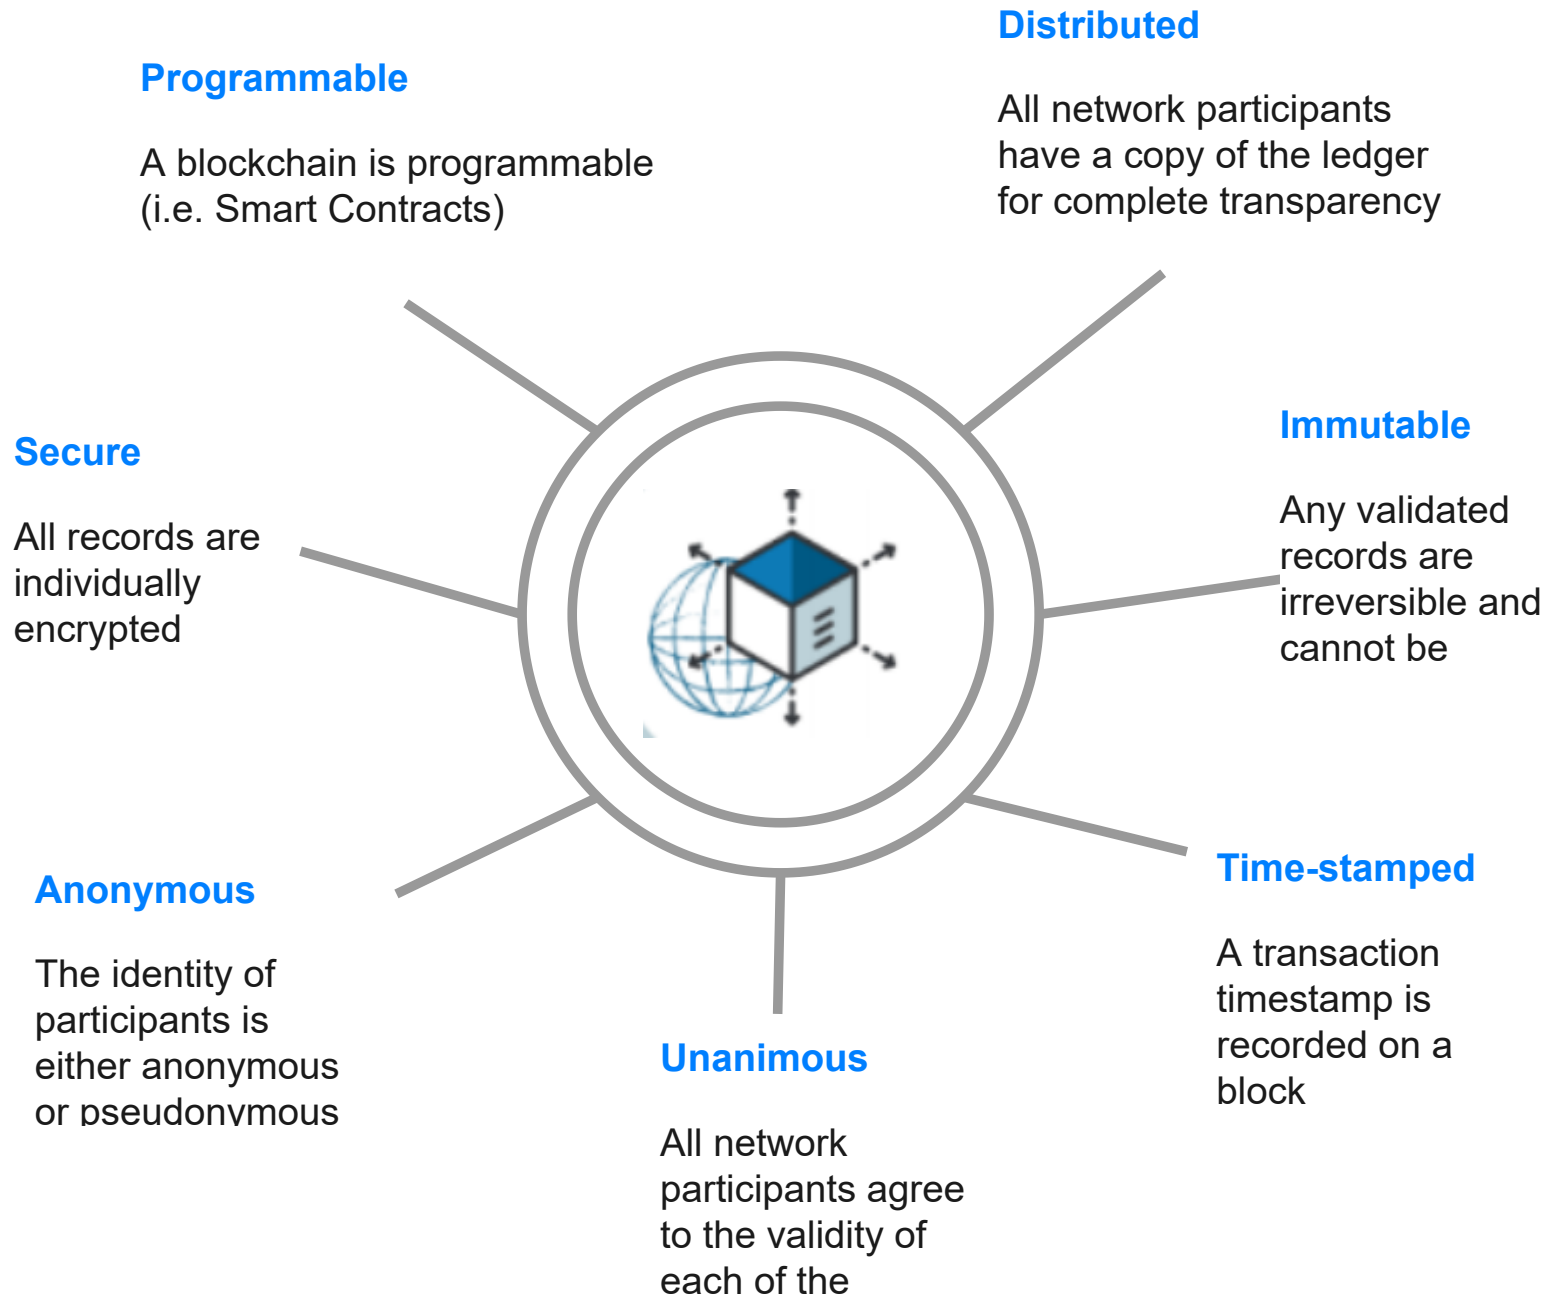 Programmable
A blockchain is programmable
(i.e. Smart Contracts)
Distributed
All network participants
have a copy of the ledger
for complete transparency
Secure
All records are
individually
encrypted
Immutable
Any validated
records are
irreversible and
cannot be
Anonymous
The identity of
participants is
either anonymous
or pseudonymous
Unanimous
All network
participants agree
to the validity of
each of the
Time-stamped
A transaction
timestamp is
recorded on a
block